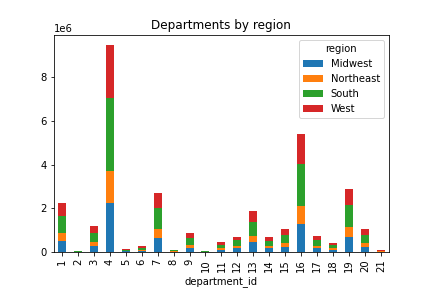 Departments by region
1e6
region
Midwest
Northeast
South
West
8
6
4
2
0
1 2 3 4 5 6 7 8 9 10 11 12 13 14 15 16 17 18 19 20 21
department_id